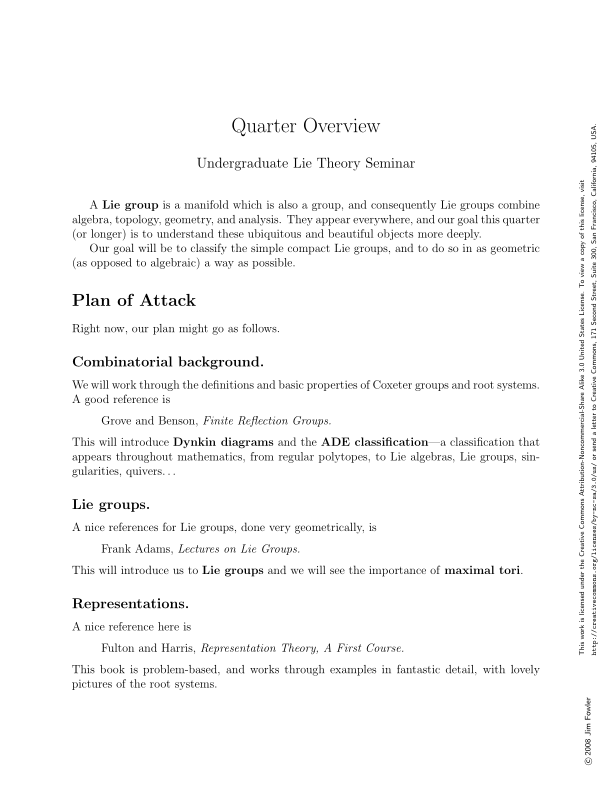 Quarter Overview
Undergraduate Lie Theory Seminar
A Lie group is a manifold which is also a group, and consequently Lie groups combine
algebra, topology, geometry, and analysis. They appear everywhere, and our goal this quarter
(or longer) is to understand these ubiquitous and beautiful objects more deeply.
Our goal will be to classify the simple compact Lie groups, and to do so in as geometric
(as opposed to algebraic) a way as possible.
Plan of Attack
Right now, our plan might go as follows.
Combinatorial background.
We will work through the definitions and basic properties of Coxeter groups and root systems.
A good reference is
Grove and Benson, Finite Reflection Groups.
This will introduce Dynkin diagrams and the ADE classification—a classification that
appears throughout mathematics, from regular polytopes, to Lie algebras, Lie groups, sin-
gularities, quivers...
Lie groups.
A nice references for Lie groups, done very geometrically, is
Frank Adams, Lectures on Lie Groups.
This will introduce us to Lie groups and we will see the importance of maximal tori.
Representations.
A nice reference here is
Fulton and Harris, Representation Theory, A First Course.
This book is problem-based, and works through examples in fantastic detail, with lovely
pictures of the root systems.
This work is licensed under the Creative Commons Attribution-Noncommercial-Share Alike 3.0 United States License. To view a copy of this license, visit
http://creativecommons.org/licenses/by-nc-sa/3.0/us/ or send a letter to Creative Commons, 171 Second Street, Suite 300, San Francisco, California, 94105, USA.
© 2008 Jim Fowler